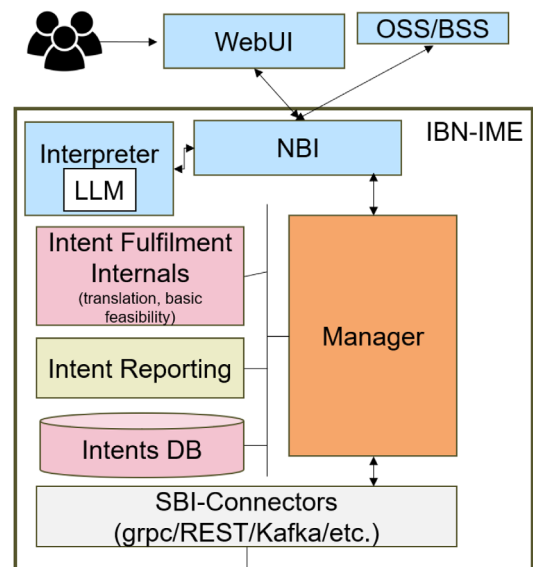 WebUI
OSS/BSS
IBN-IME
Interpreter
LLM
NBI
Intent Fulfilment
Internals
(translation, basic
feasibility)
Manager
Intent Reporting
Intents DB
SBI-Connectors
(grpc/REST/Kafka/etc.)